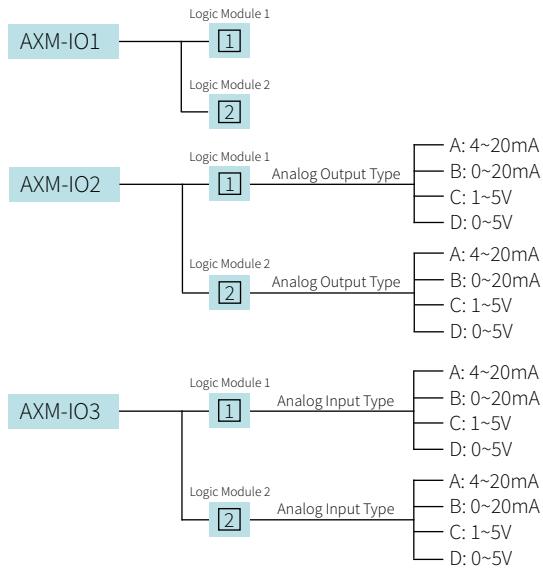 Logic Module 1
AXM-IO1
1
Logic Module 2
2
Logic Module 1
AXM-IO2
1
Analog Output Type
A: 4~20mA
B: 0~20mA
C: 1~5V
D: 0~5V
Logic Module 2
2
Analog Output Type
A: 4~20mA
B: 0~20mA
C: 1~5V
D: 0~5V
Logic Module 1
AXM-IO3
1
Analog Input Type
A: 4~20mA
B: 0~20mA
C: 1~5V
D: 0~5V
Logic Module 2
2
Analog Input Type
A: 4~20mA
B: 0~20mA
C: 1~5V
D: 0~5V